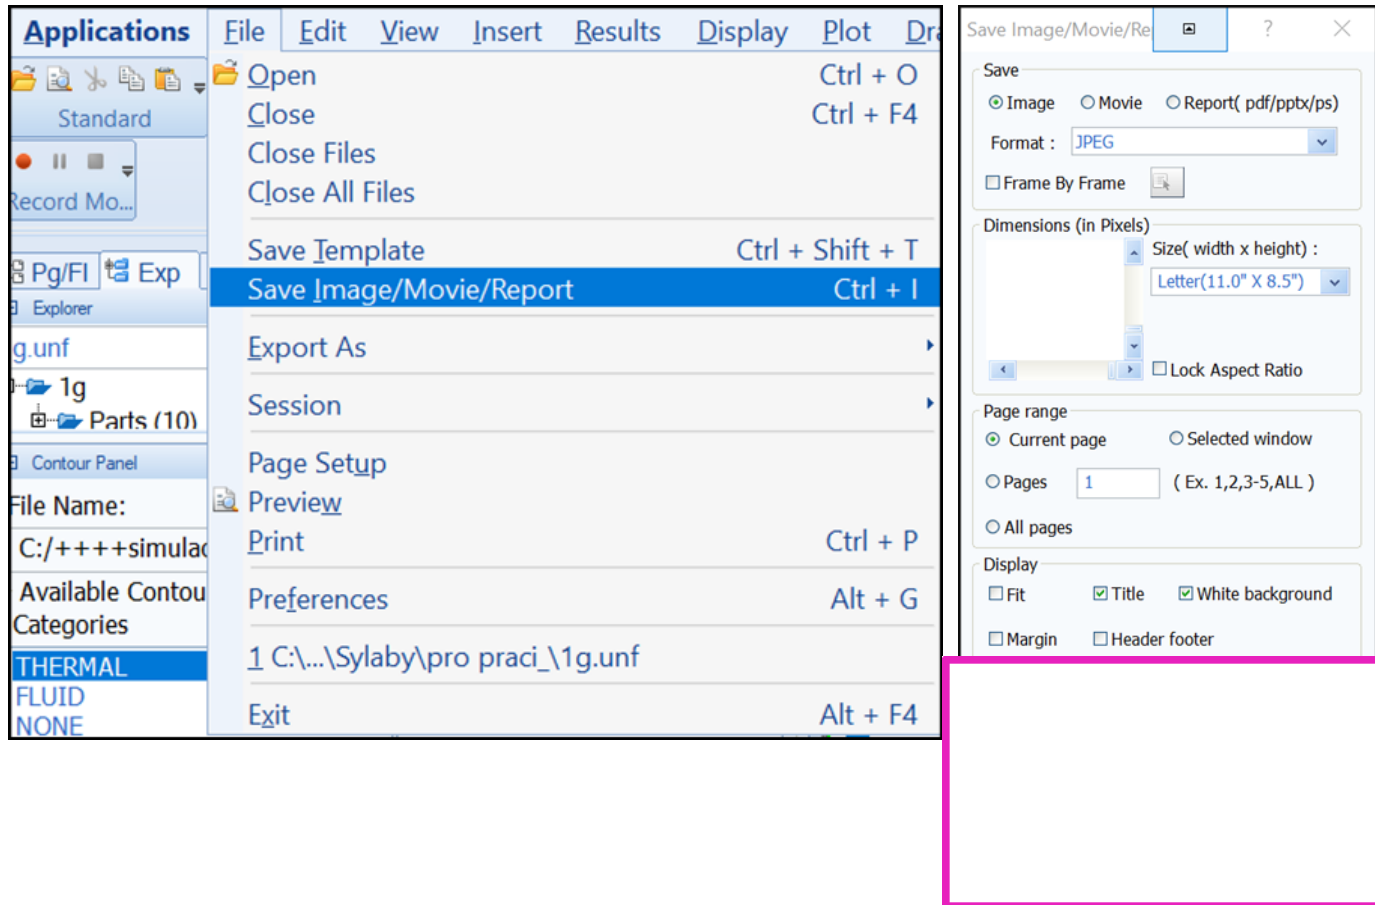 Applications File Edit View Insert Results Display Plot
Open Ctrl + O
Standard
Close Ctrl + F4
Close Files
Record Mo...
Close All Files
Save Template Ctrl + Shift + T
Pg/Fl Exp
Save Image/Movie/Report Ctrl + I
Explorer
g.unf
Export As
1g
Parts (10)
Session
Contour Panel
Page Setup
File Name:
Preview
C:/++++simulac
Print Ctrl + P
Available Contou
Categories
Preferences Alt + G
THERMAL
1 C:\...\Sylaby\pro praci_\1g.unf
FLUID
NONE
Exit Alt + F4
Save Image/Movie/Re ?
Save
Image Movie Report( pdf/pptx/ps)
Format : JPEG
Frame By Frame
Dimensions (in Pixels)
Size( width x height) :
Letter(11.0" X 8.5")
Lock Aspect Ratio
Page range
Current page Selected window
Pages 1 ( Ex. 1,2,3-5,ALL )
All pages
Display
Fit Title White background
Margin Header footer